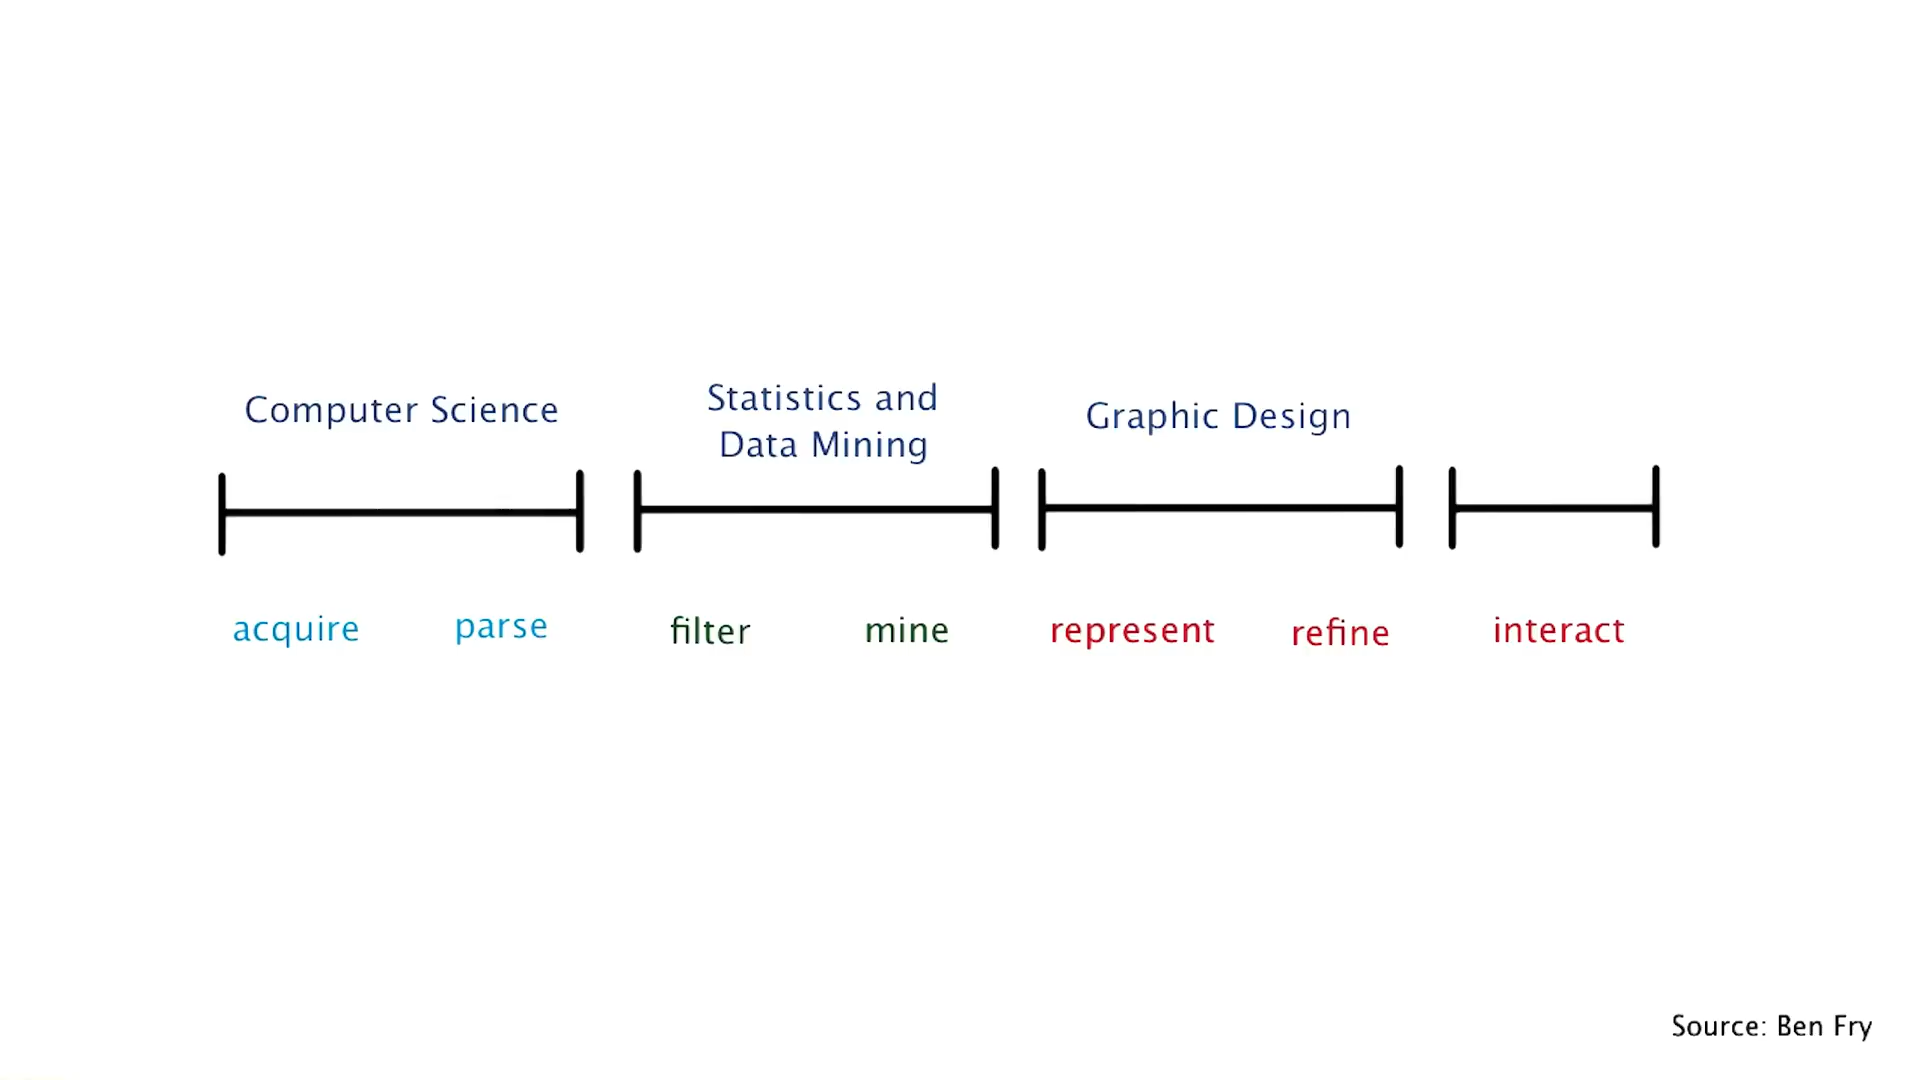 Computer Science
Statistics and
Data Mining
Graphic Design
acquire
parse
filter
mine
represent
refine
interact
Source: Ben Fry